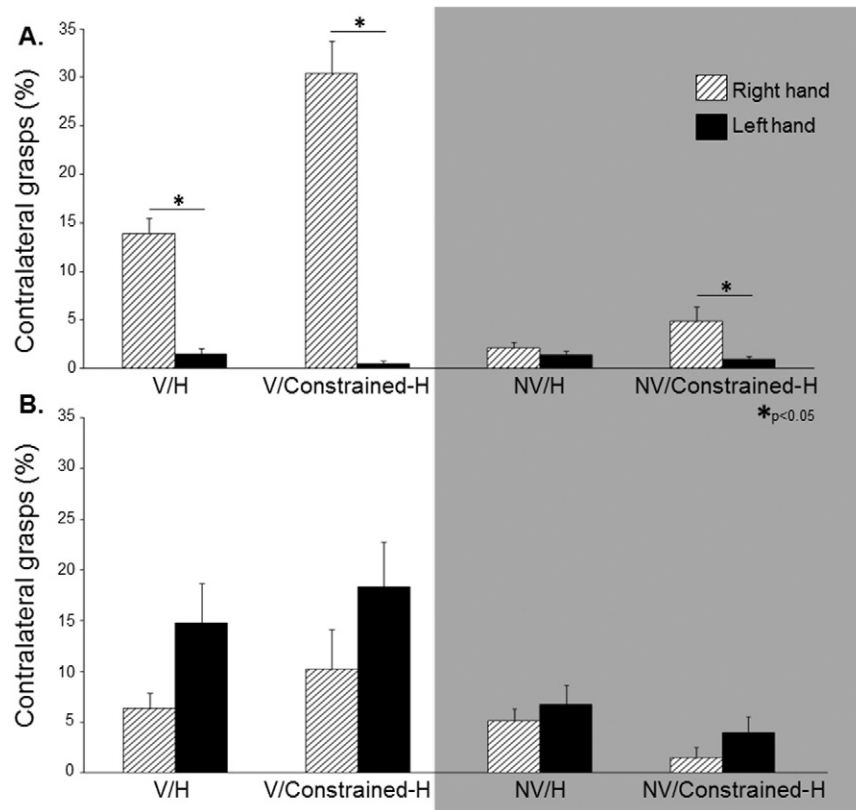 A.
Contralateral grasps (%)
35
30
25
20
15
10
5
0
*
*
*
Right hand
Left hand
V/H
V/Constrained-H
NV/H
NV/Constrained-H
*p<0.05
B.
Contralateral grasps (%)
35
30
25
20
15
10
5
0
V/H
V/Constrained-H
NV/H
NV/Constrained-H